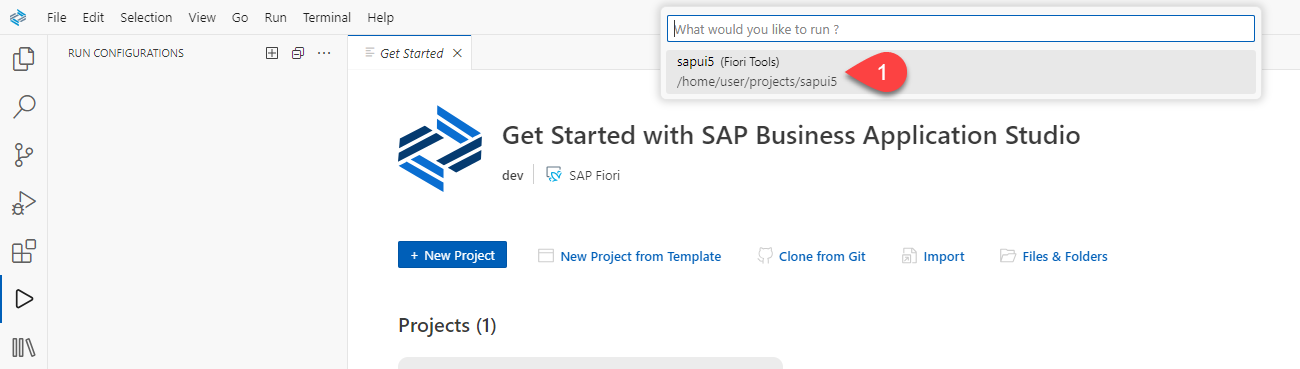 File Edit Selection View Go Run Terminal Help
What would you like to run ?
sapui5 (Fiori Tools)
/home/user/projects/sapui5
1
RUN CONFIGURATIONS
Get Started
Get Started with SAP Business Application Studio
dev SAP Fiori
+ New Project New Project from Template Clone from Git Import Files & Folders
Projects (1)